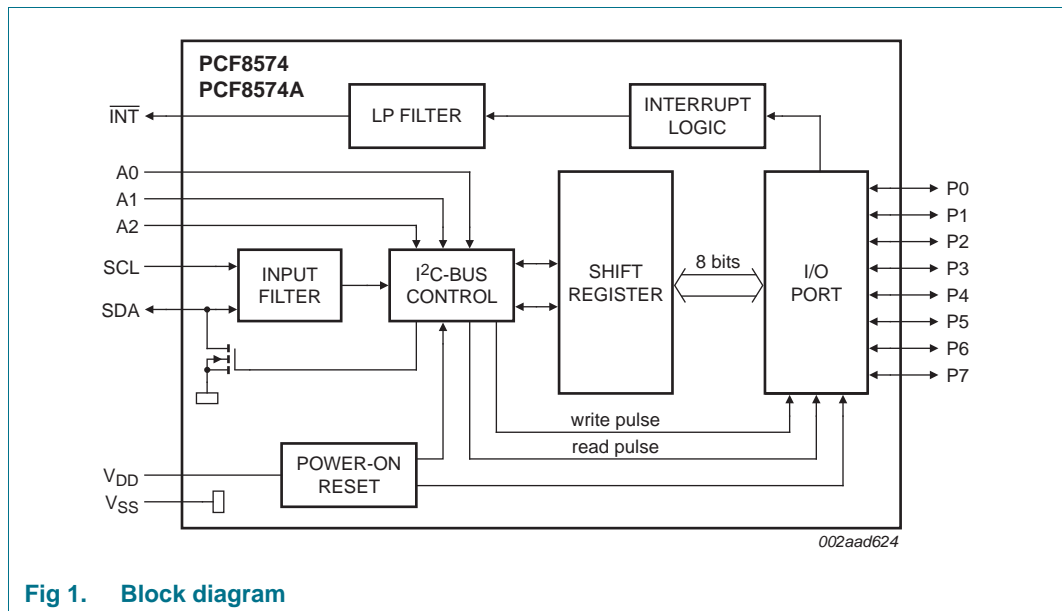 PCF8574
PCF8574A
INT
LP FILTER
INTERRUPT
LOGIC
A0
A1
A2
SCL
SDA
INPUT
FILTER
I²C-BUS
CONTROL
SHIFT
REGISTER
8 bits
I/O
PORT
P0
P1
P2
P3
P4
P5
P6
P7
write pulse
read pulse
POWER-ON
RESET
VDD
VSS
002aad624
Fig 1. Block diagram